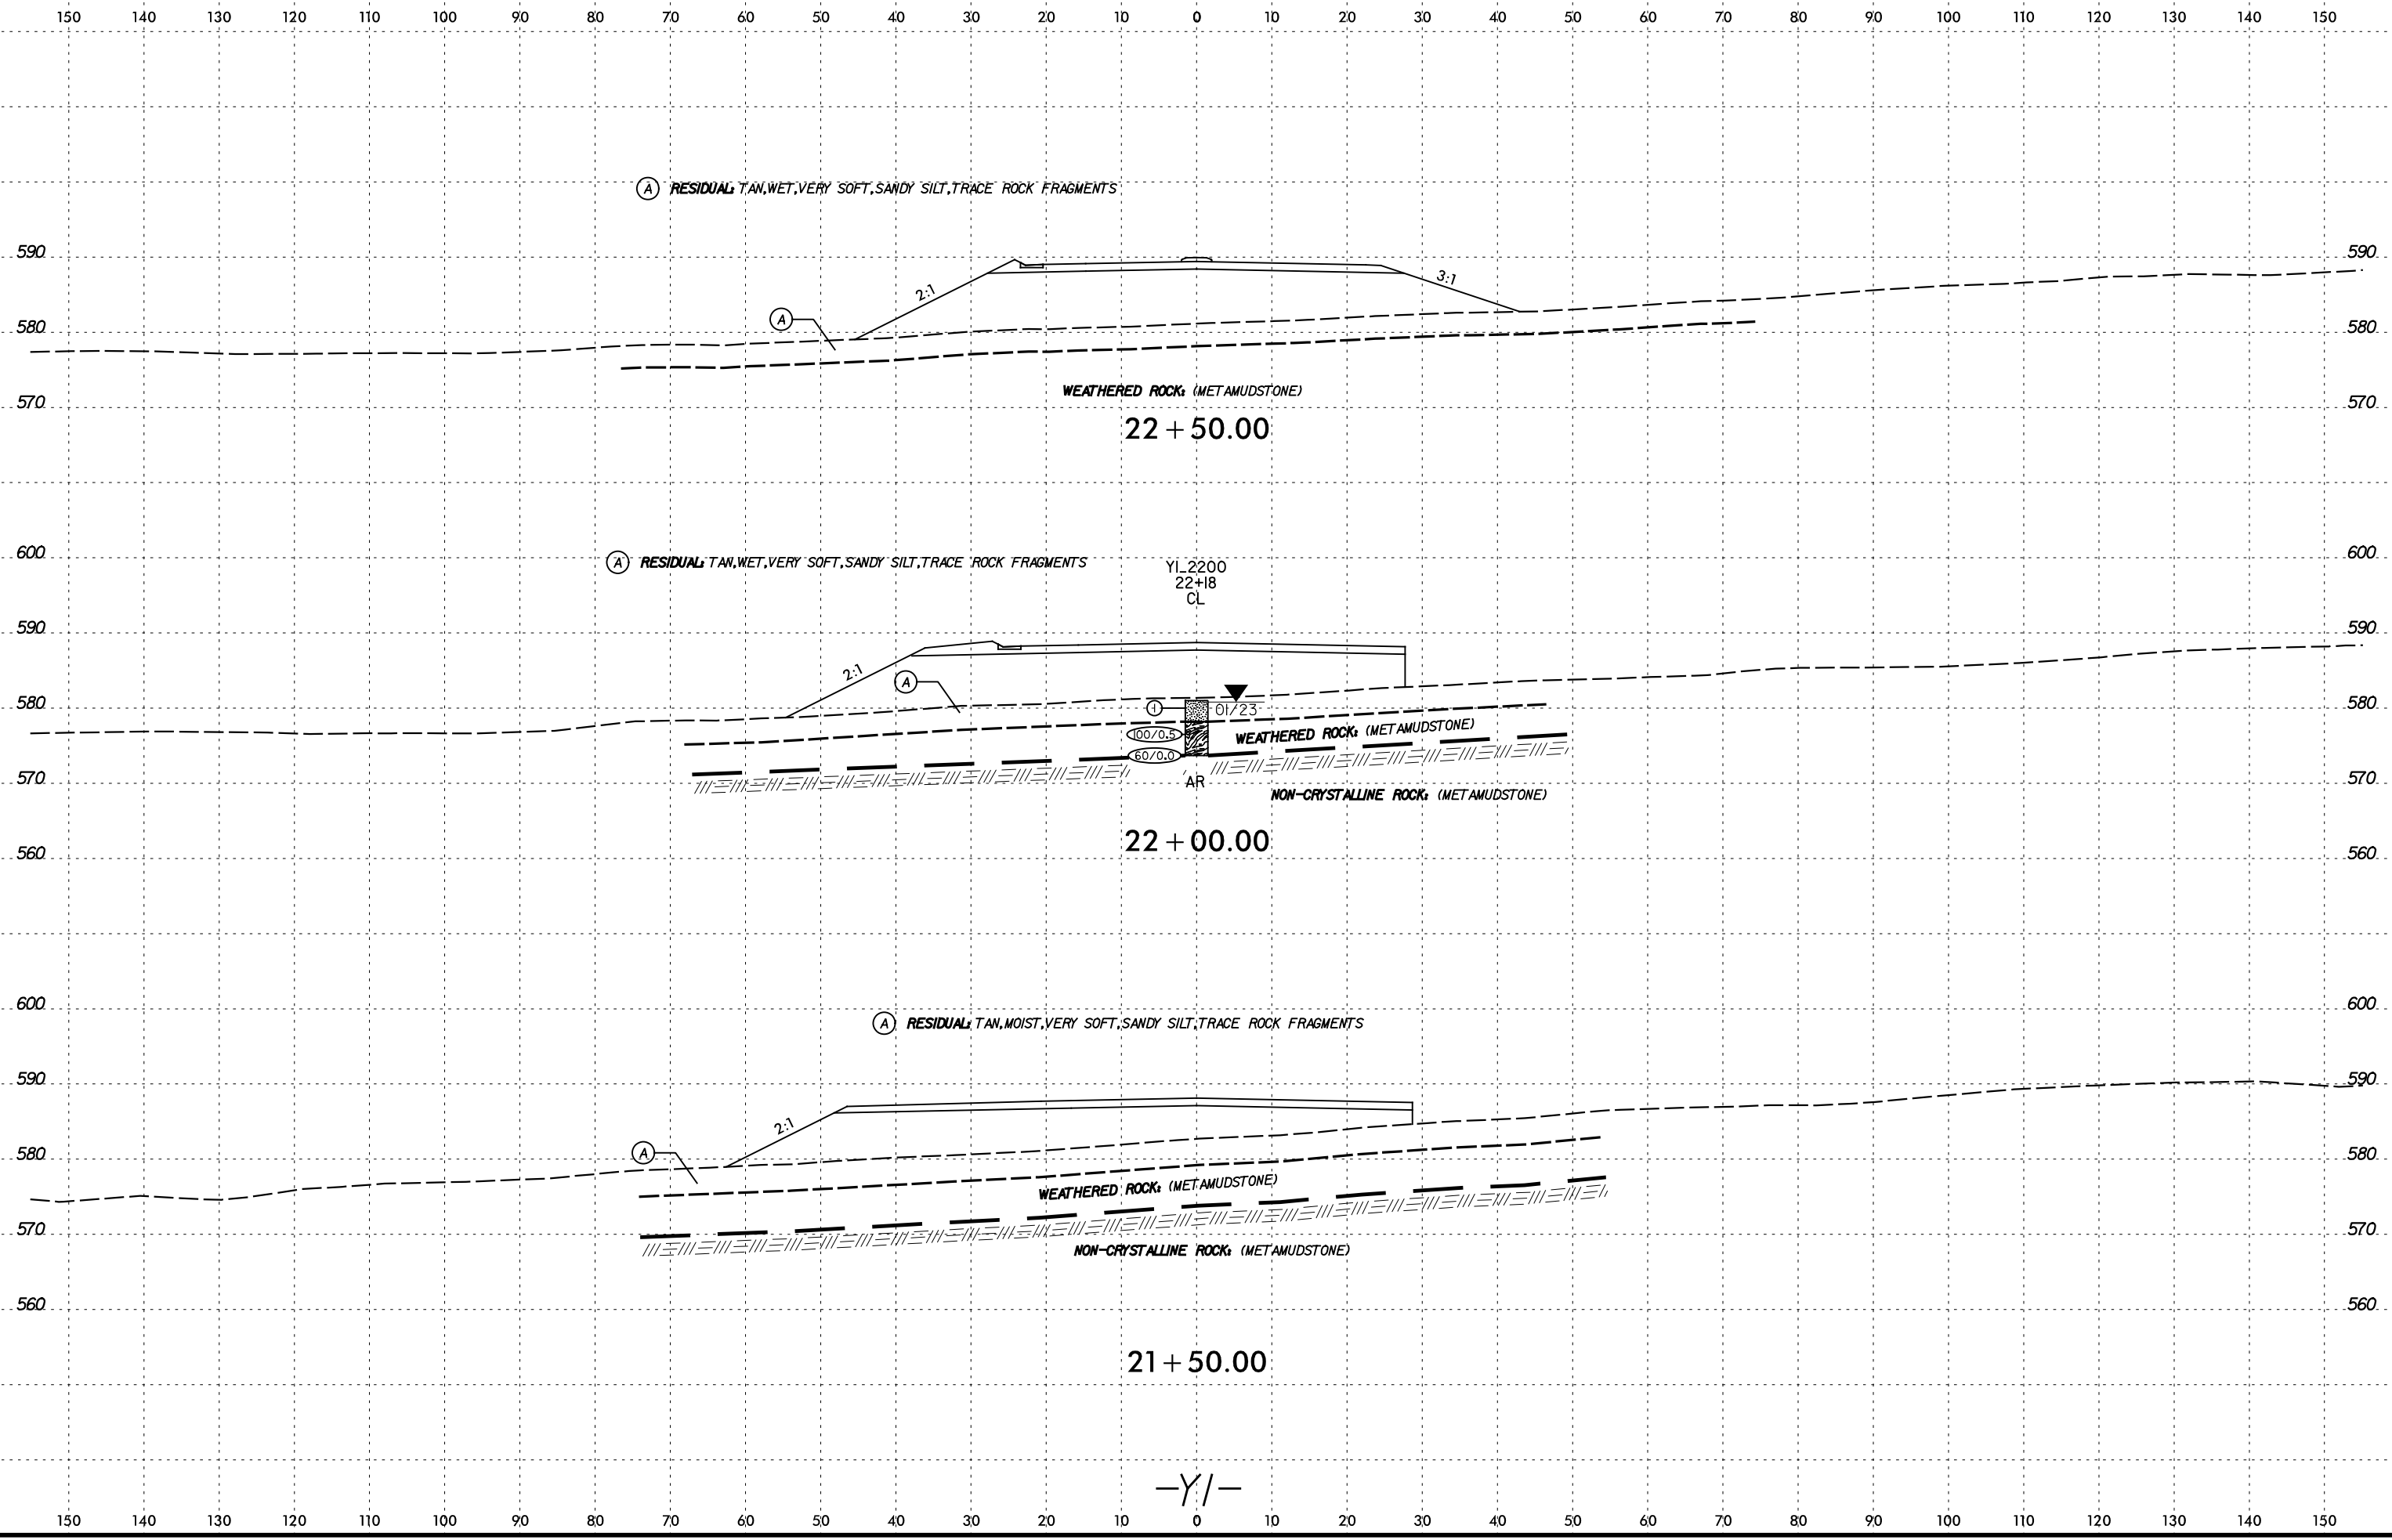 150 140 130 120 110 100 90 80 70 60 50 40 30 20 10 0 10 20 30 40 50 60 70 80 90 100 110 120 130 140 150
A RESIDUAL: TAN, WET, VERY SOFT, SANDY SILT, TRACE ROCK FRAGMENTS
590 590
2:1 3:1
A
580 580
WEATHERED ROCK: (METAMUDSTONE)
570 570
22+50.00
600 600
A RESIDUAL: TAN, WET, VERY SOFT, SANDY SILT, TRACE ROCK FRAGMENTS
Y1_2200
22+18
CL
590 590
2:1
A
580 1 01/23 580
100/0.5 WEATHERED ROCK: (METAMUDSTONE)
60/0.0
570 AR 570
NON-CRYSTALLINE ROCK: (METAMUDSTONE)
22+00.00
560 560
600 600
A RESIDUAL: TAN, MOIST, VERY SOFT, SANDY SILT, TRACE ROCK FRAGMENTS
590 590
2:1
A
580 580
WEATHERED ROCK: (METAMUDSTONE)
570 570
NON-CRYSTALLINE ROCK: (METAMUDSTONE)
560 560
21+50.00
-Y1-
150 140 130 120 110 100 90 80 70 60 50 40 30 20 10 0 10 20 30 40 50 60 70 80 90 100 110 120 130 140 150